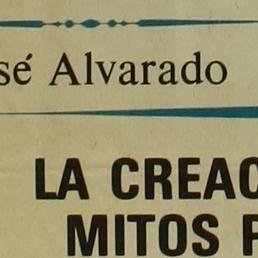 sé Alvarado
LA CREAC
MITOS P